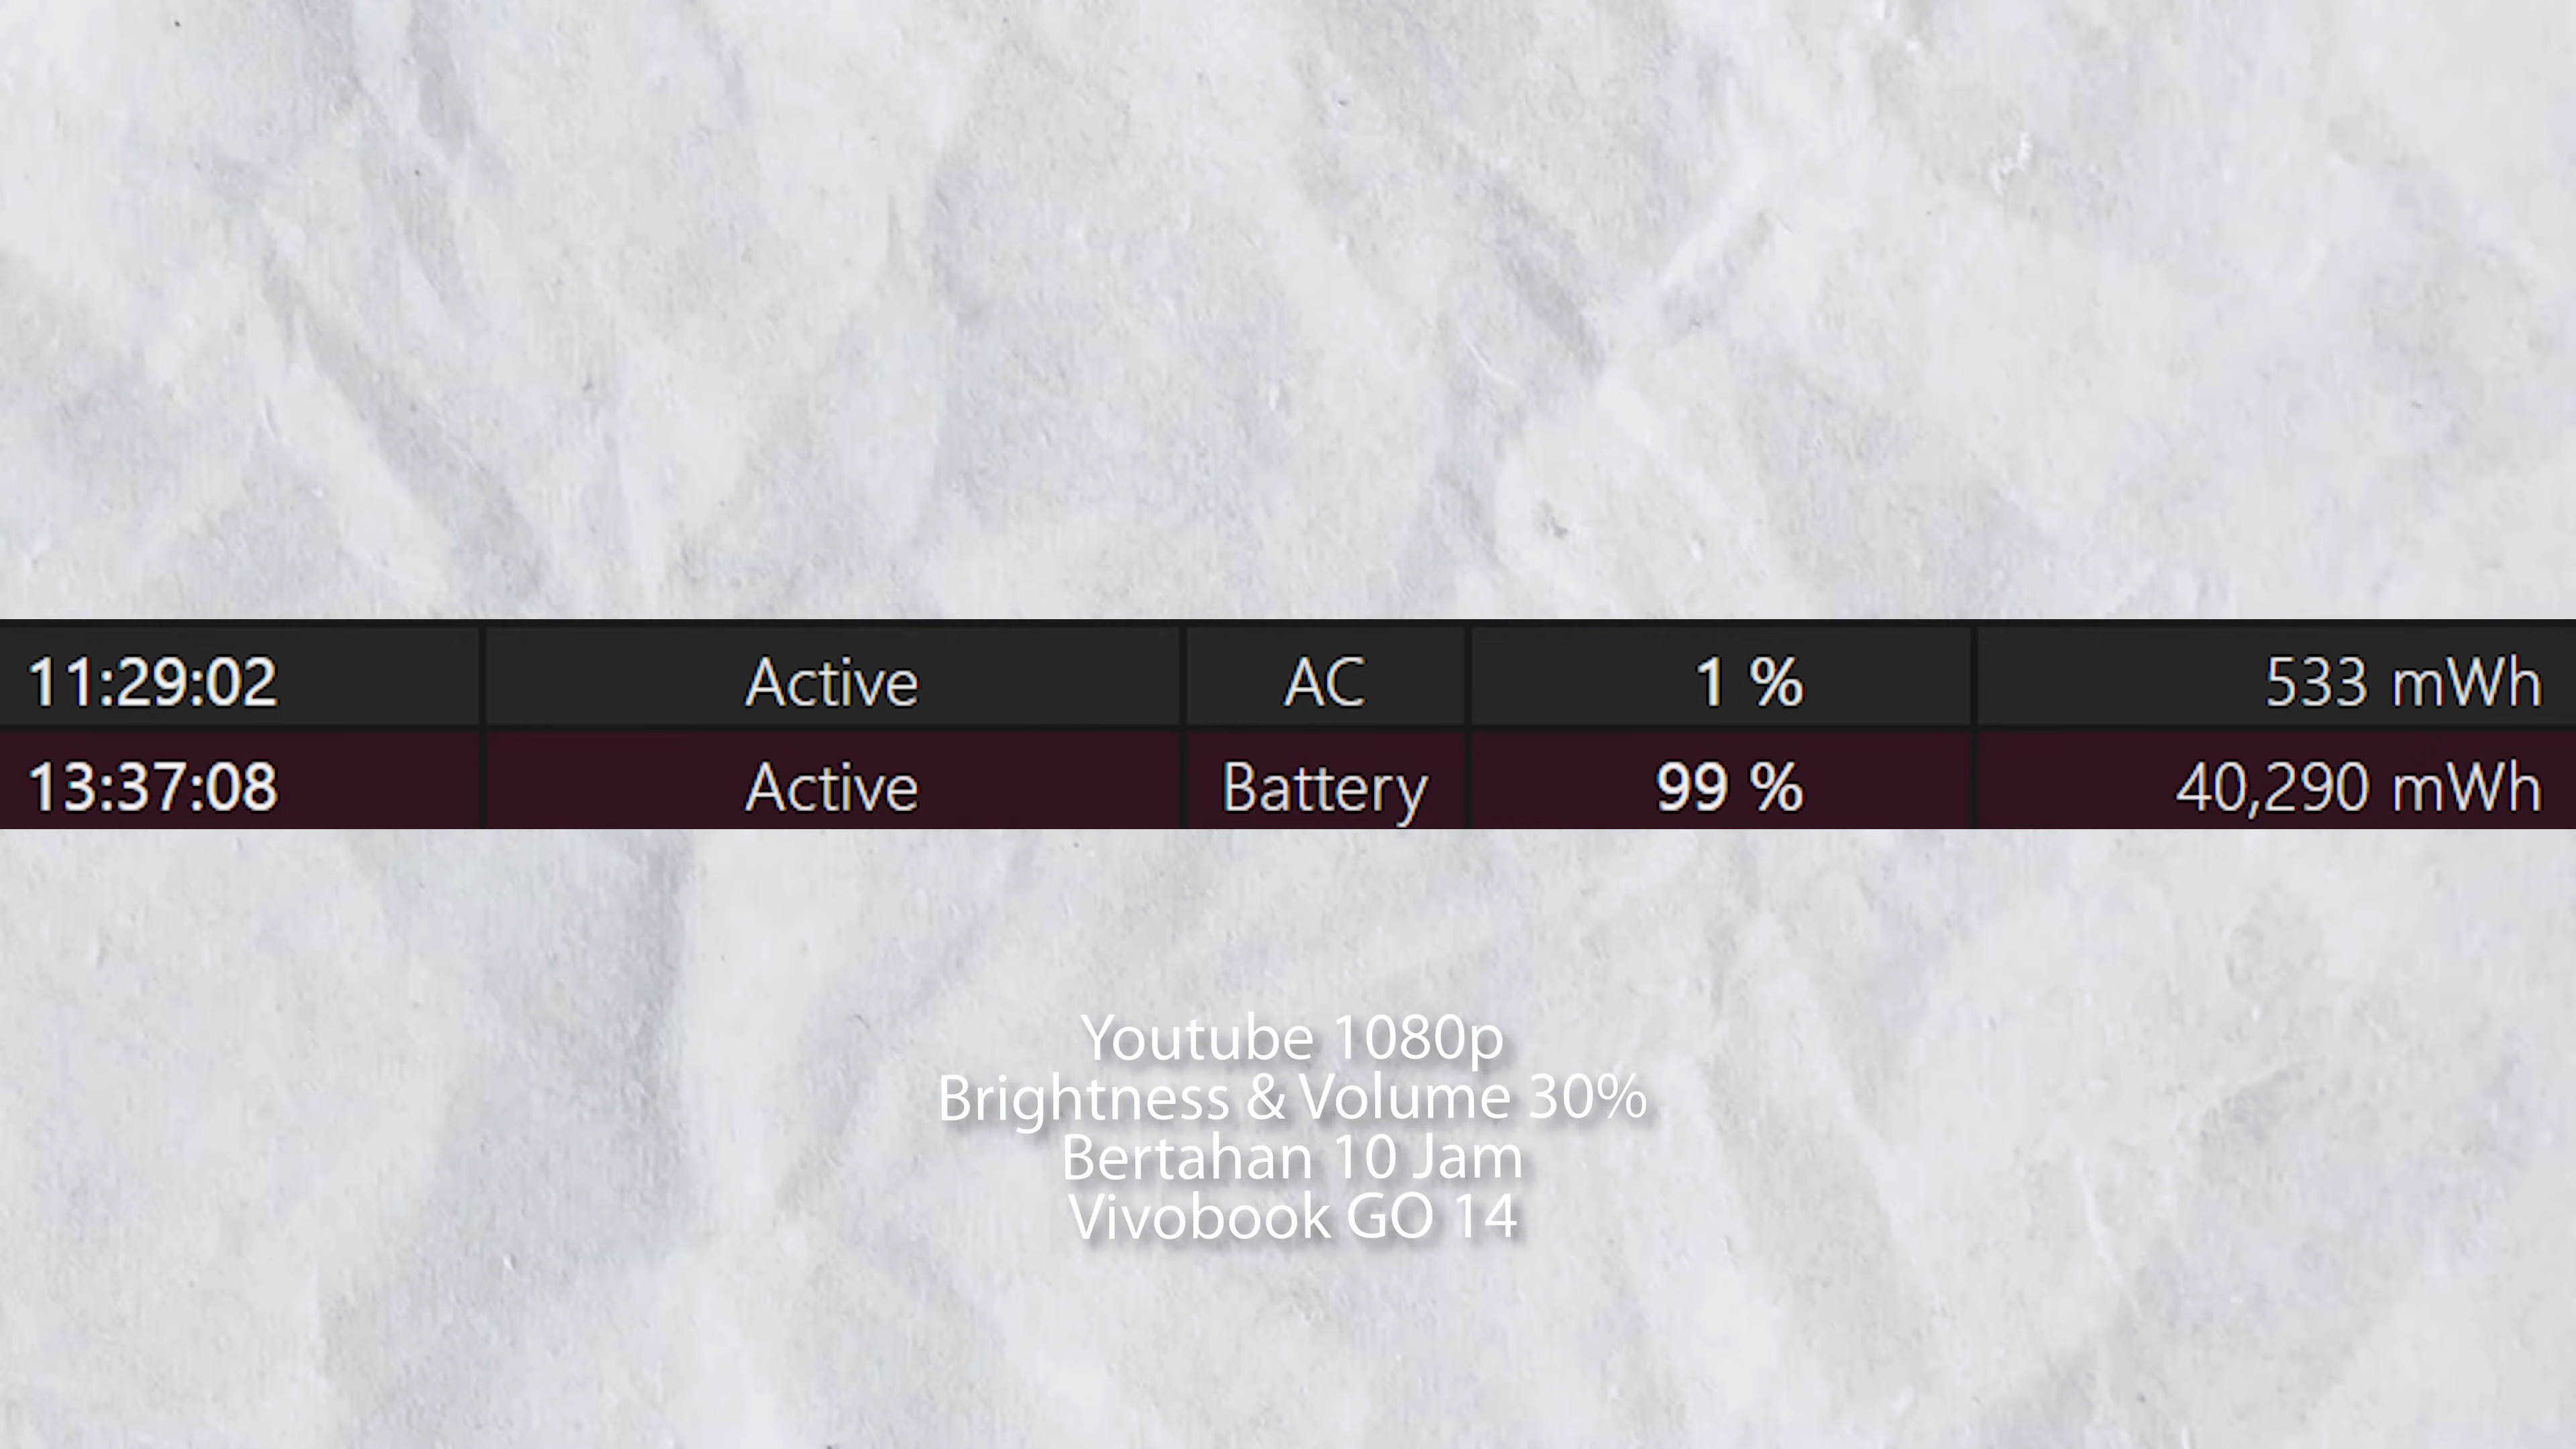 11:29:02 Active AC 1 % 533 mWh
13:37:08 Active Battery 99 % 40,290 mWh
Youtube 1080p
Brightness & Volume 30%
Bertahan 10 Jam
Vivobook GO 14